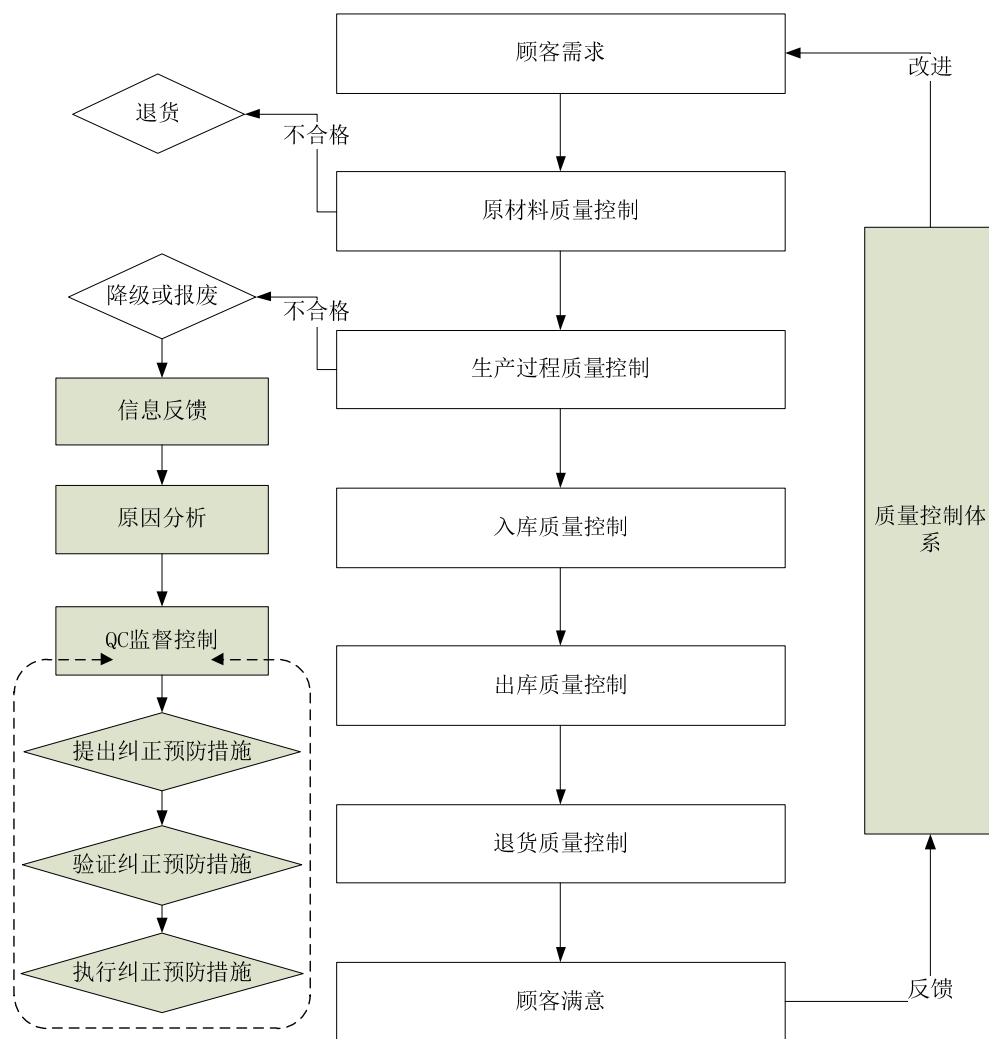 顾客需求
改进
退货
不合格
原材料质量控制
降级或报废
不合格
生产过程质量控制
信息反馈
原因分析
入库质量控制
质量控制体
系
QC监督控制
出库质量控制
提出纠正预防措施
退货质量控制
验证纠正预防措施
执行纠正预防措施
顾客满意
反馈